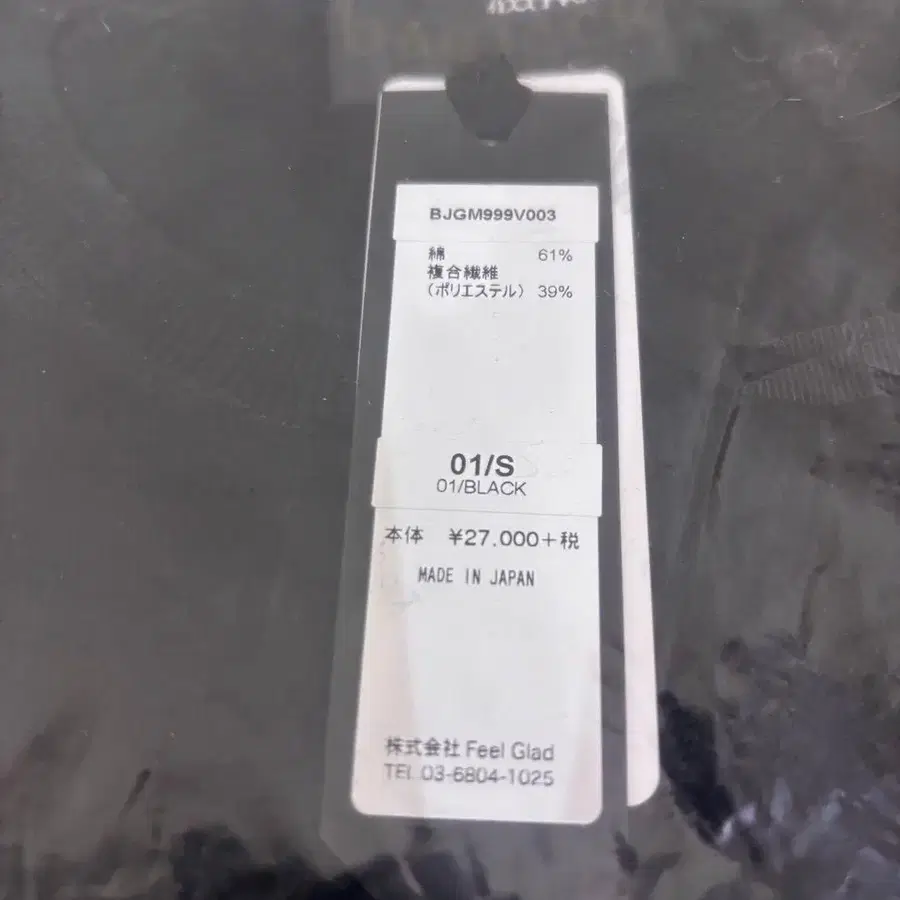 BJGM999V003
綿 61%
複合繊維
(ポリエステル) 39%
01/S
01/BLACK
本体 ¥27,000+税
MADE IN JAPAN
株式会社 Feel Glad
TEL 03-6804-1025